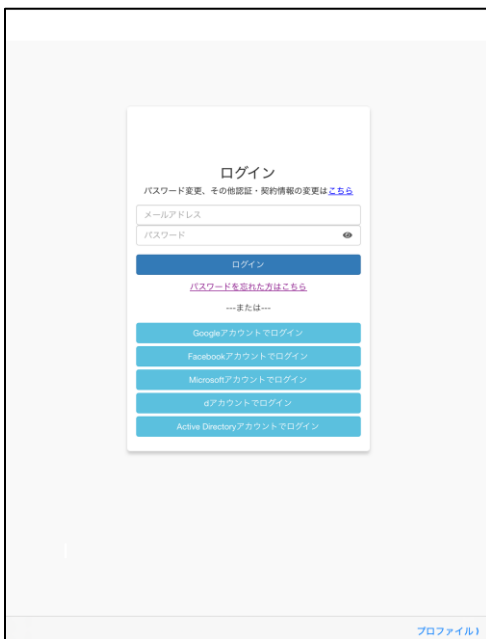 ログイン
パスワード変更、その他認証・契約情報の変更はこちら
メールアドレス
パスワード
ログイン
パスワードを忘れた方はこちら
---または---
Googleアカウントでログイン
Facebookアカウントでログイン
Microsoftアカウントでログイン
dアカウントでログイン
Active Directoryアカウントでログイン
プロファイル 〉